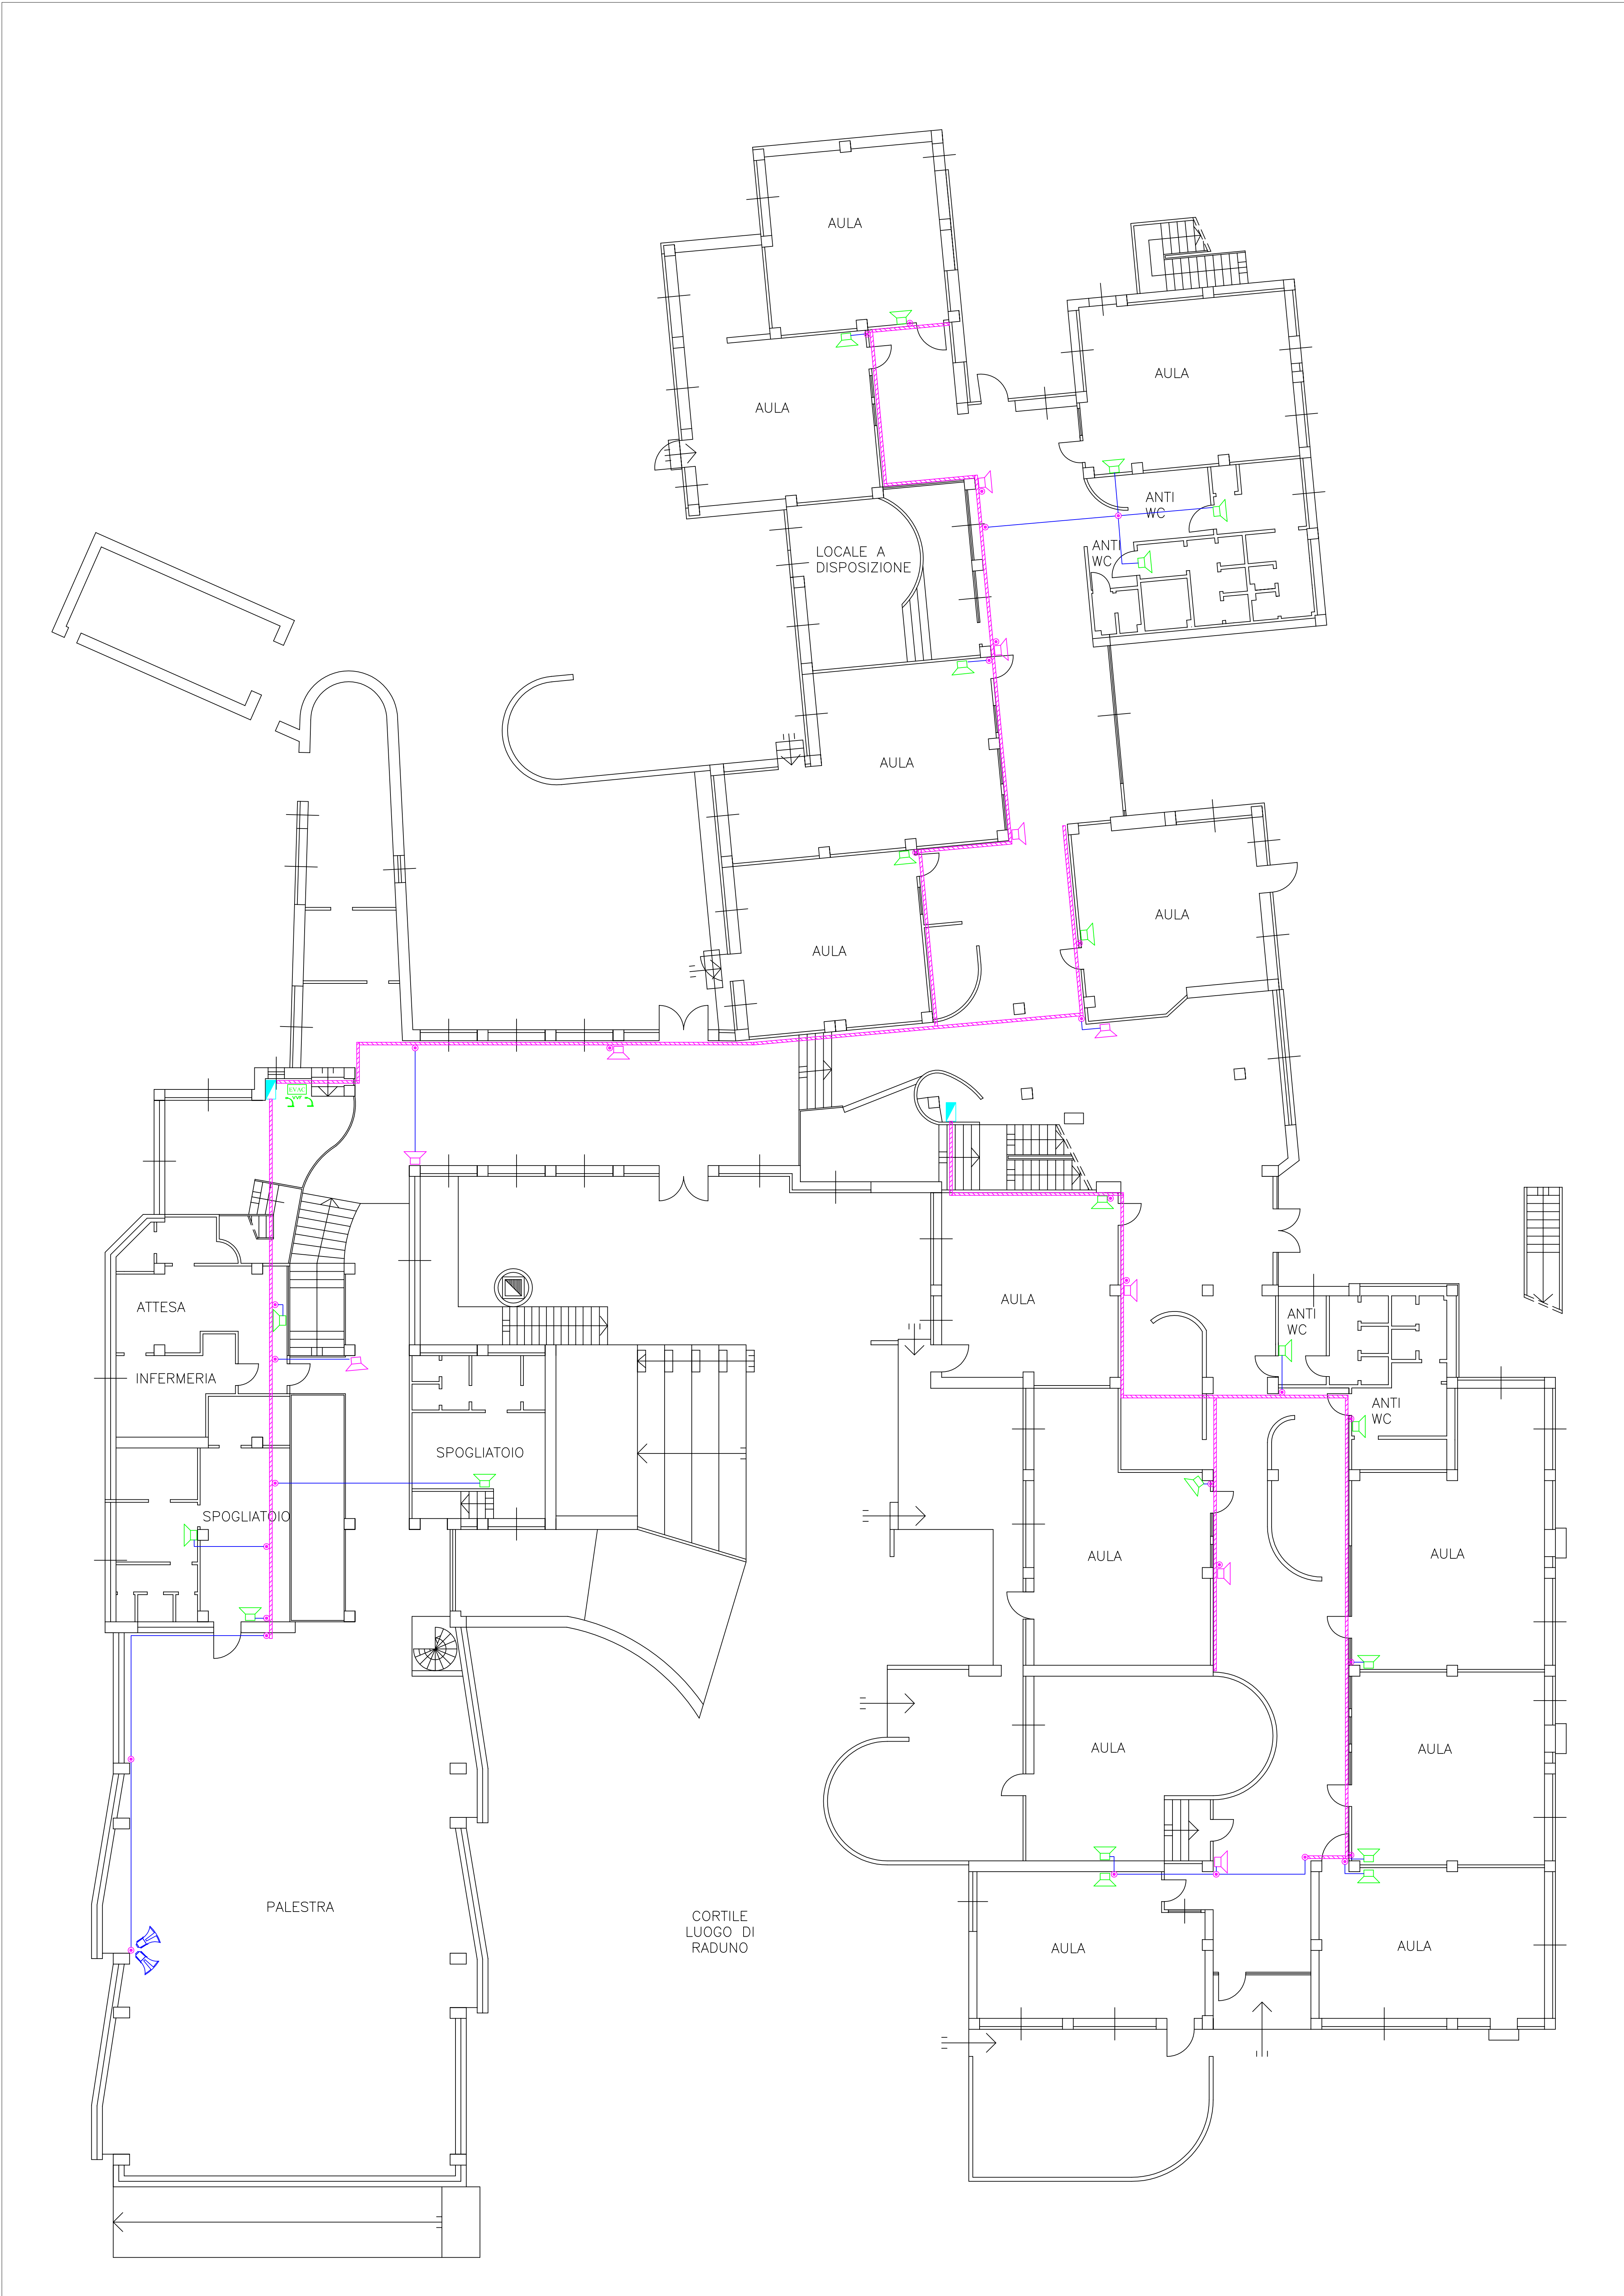 AULA
AULA
AULA
ANTI
WC
ANTI
WC
LOCALE A
DISPOSIZIONE
AULA
AULA
AULA
EVAC
ATTESA
AULA
ANTI
WC
INFERMERIA
ANTI
WC
SPOGLIATOIO
SPOGLIATOIO
AULA
AULA
AULA
AULA
PALESTRA
CORTILE
LUOGO DI
RADUNO
AULA
AULA